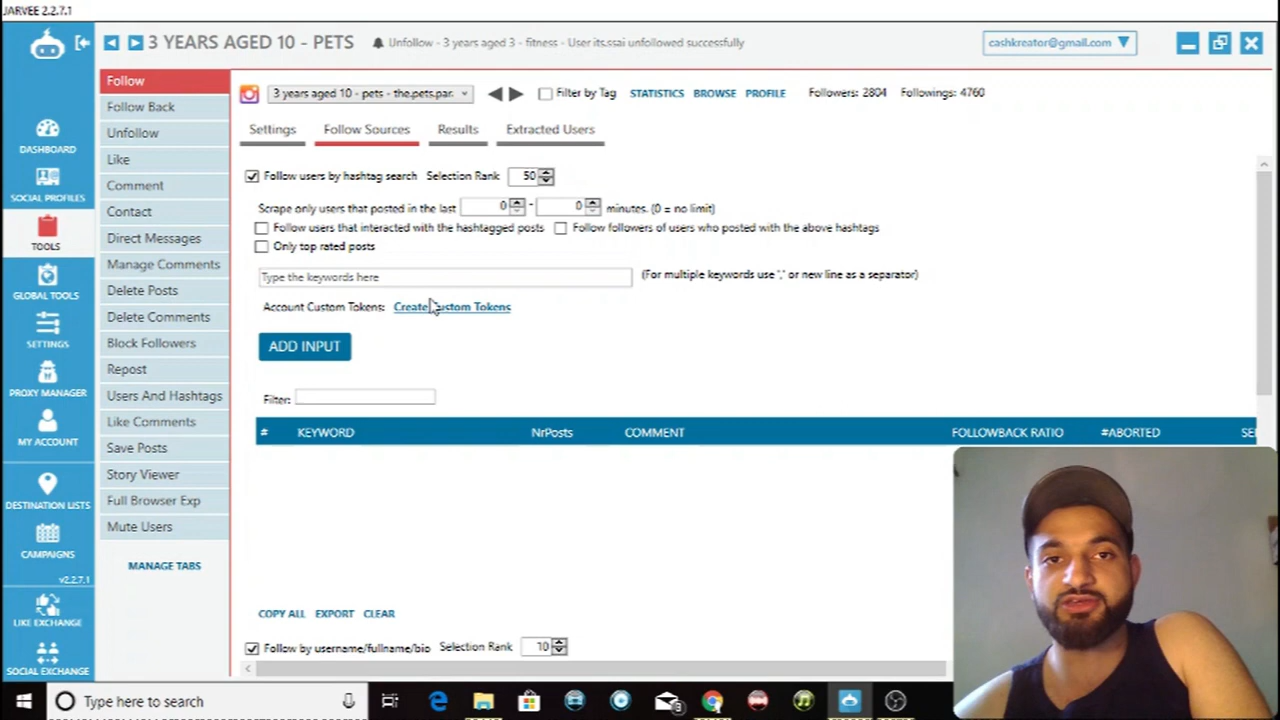 JARVEE 2.2.7.1
3 YEARS AGED 10 - PETS
Unfollow - 3 years aged 3 - fitness - User its.ssai unfollowed successfully
cashkreator@gmail.com
DASHBOARD
SOCIAL PROFILES
TOOLS
GLOBAL TOOLS
SETTINGS
PROXY MANAGER
MY ACCOUNT
DESTINATION LISTS
CAMPAIGNS
v2.2.7.1
LIKE EXCHANGE
SOCIAL EXCHANGE
Follow
Follow Back
Unfollow
Like
Comment
Contact
Direct Messages
Manage Comments
Delete Posts
Delete Comments
Block Followers
Repost
Users And Hashtags
Like Comments
Save Posts
Story Viewer
Full Browser Exp
Mute Users
MANAGE TABS
3 years aged 10 - pets - the.pets.par.
Filter by Tag
STATISTICS BROWSE PROFILE
Followers: 2804 Followings: 4760
Settings Follow Sources Results Extracted Users
Follow users by hashtag search Selection Rank 50
Scrape only users that posted in the last 0 - 0 minutes. (0 = no limit)
Follow users that interacted with the hashtagged posts Follow followers of users who posted with the above hashtags
Only top rated posts
Type the keywords here (For multiple keywords use ',' or new line as a separator)
Account Custom Tokens: Create Custom Tokens
ADD INPUT
Filter:
# KEYWORD NrPosts COMMENT FOLLOWBACK RATIO #ABORTED SEI
COPY ALL EXPORT CLEAR
Follow by username/fullname/bio Selection Rank 10
Type here to search
3